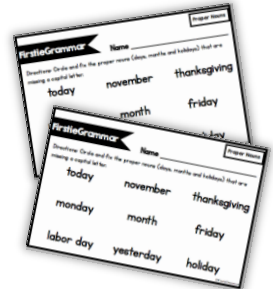 Proper Nouns
FirstieGrammar
Name
Directions: Circle and fix the proper nouns (days, months and holidays) that are
missing a capital letter.
today november thanksgiving
month friday
day
Proper Nouns
FirstieGrammar
Name
Directions: Circle and fix the proper nouns (days, months and holidays) that are
missing a capital letter.
today november thanksgiving
monday month friday
labor day yesterday holiday